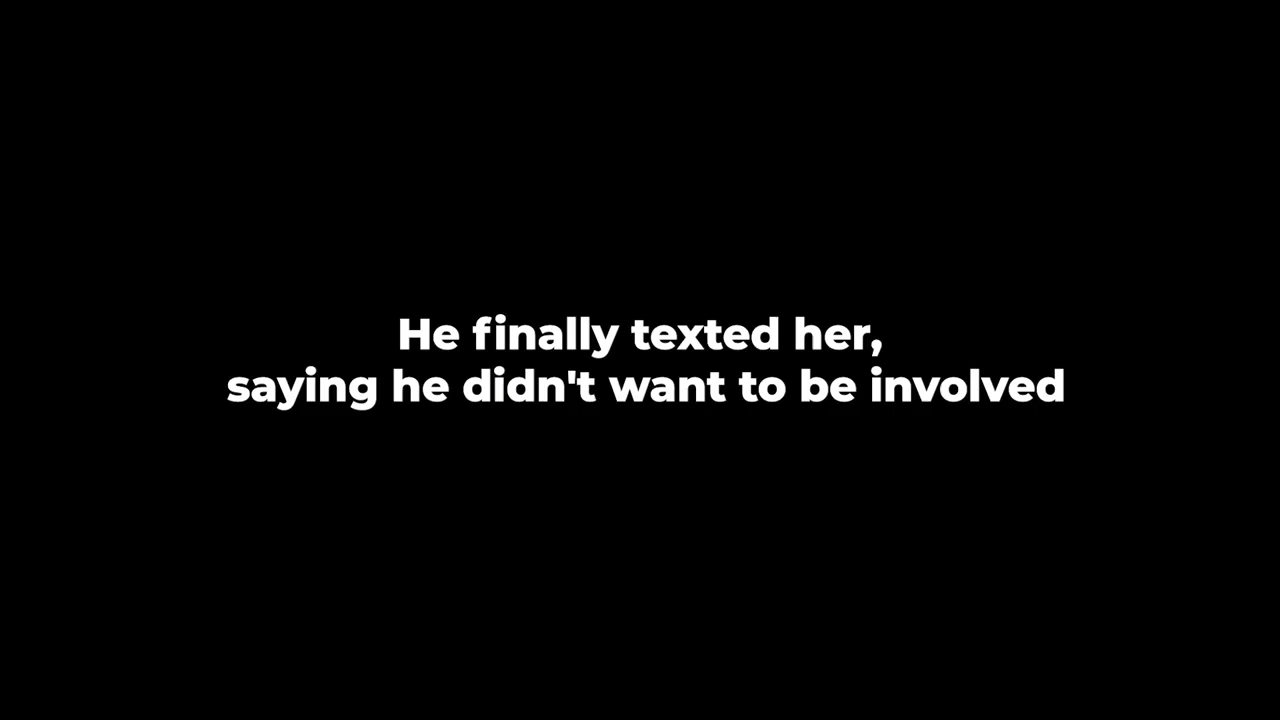 He finally texted her,
saying he didn't want to be involved